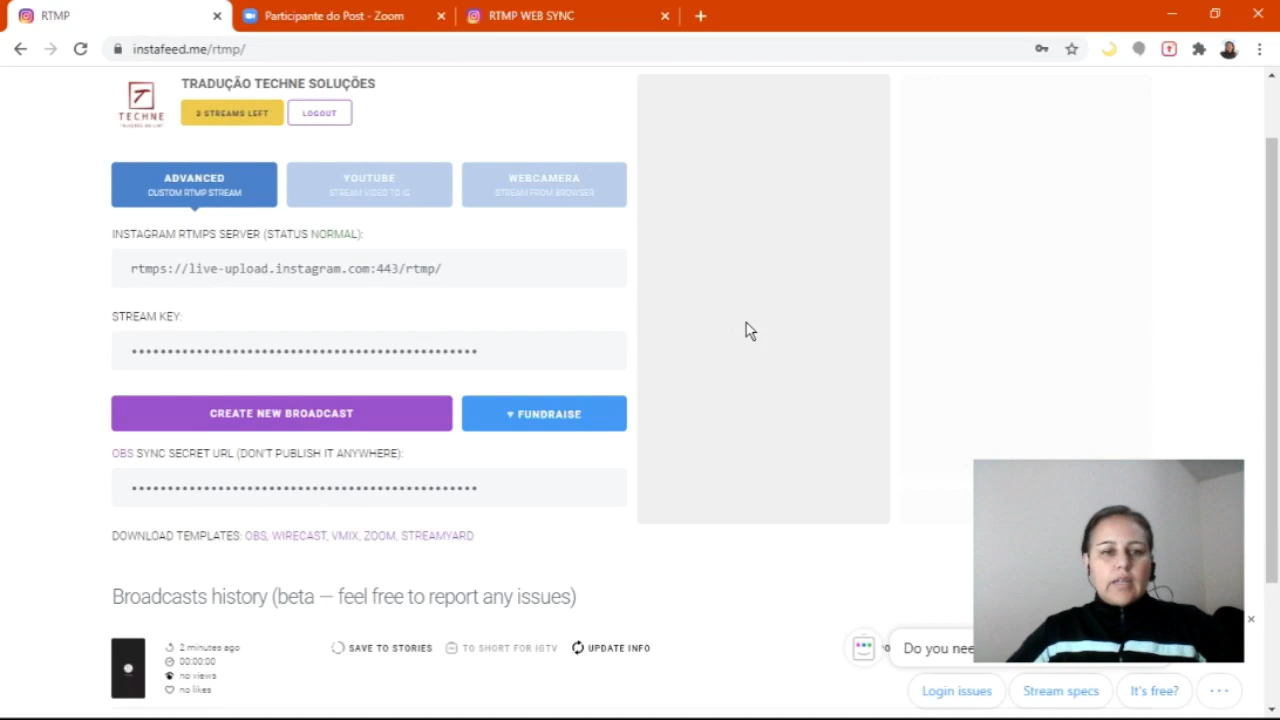 RTMP
Participante do Post - Zoom
RTMP WEB SYNC
instafeed.me/rtmp/
TRADUÇÃO TECHNE SOLUÇÕES
TECHNE
3 STREAMS LEFT
LOGOUT
ADVANCED
CUSTOM RTMP STREAM
YOUTUBE
STREAM VIDEO TO IG
WEBCAMERA
STREAM FROM BROWSER
INSTAGRAM RTMPS SERVER (STATUS NORMAL):
rtmps://live-upload.instagram.com:443/rtmp/
STREAM KEY:
CREATE NEW BROADCAST
▼ FUNDRAISE
OBS SYNC SECRET URL (DON'T PUBLISH IT ANYWHERE):
DOWNLOAD TEMPLATES: OBS, WIRECAST, VMIX, ZOOM, STREAMYARD
Broadcasts history (beta — feel free to report any issues)
2 minutes ago
00:00:00
no views
no likes
SAVE TO STORIES
TO SHORT FOR IGTV
UPDATE INFO
Do you nee
Login issues
Stream specs
It's free?